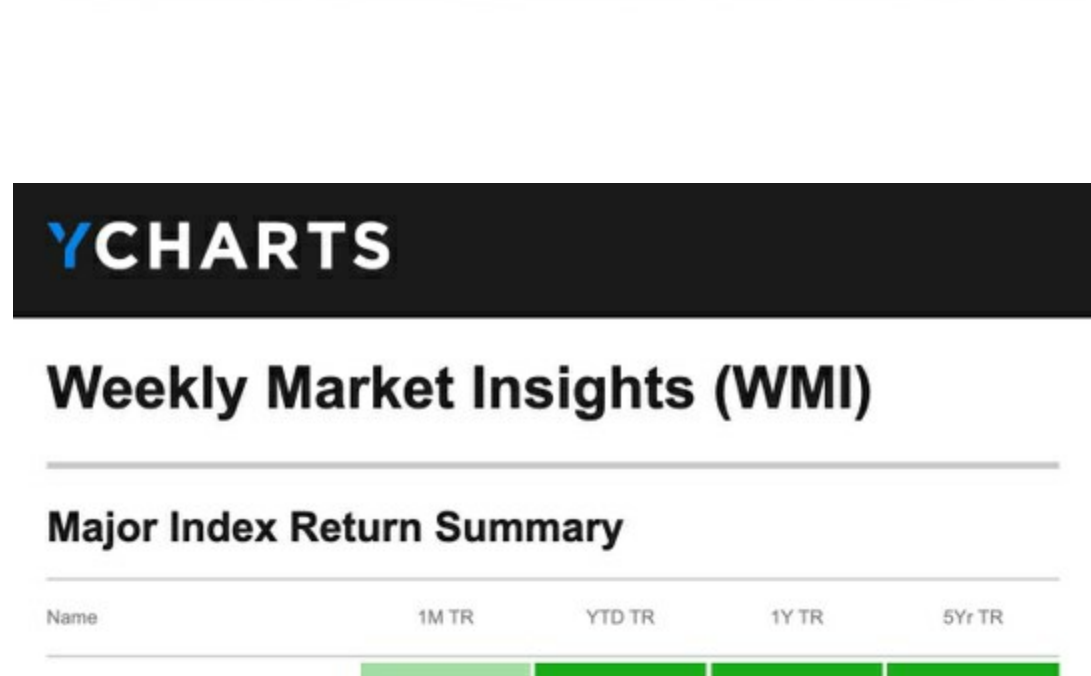 YCHARTS
Weekly Market Insights (WMI)
Major Index Return Summary
Name 1M TR YTD TR 1Y TR 5Yr TR